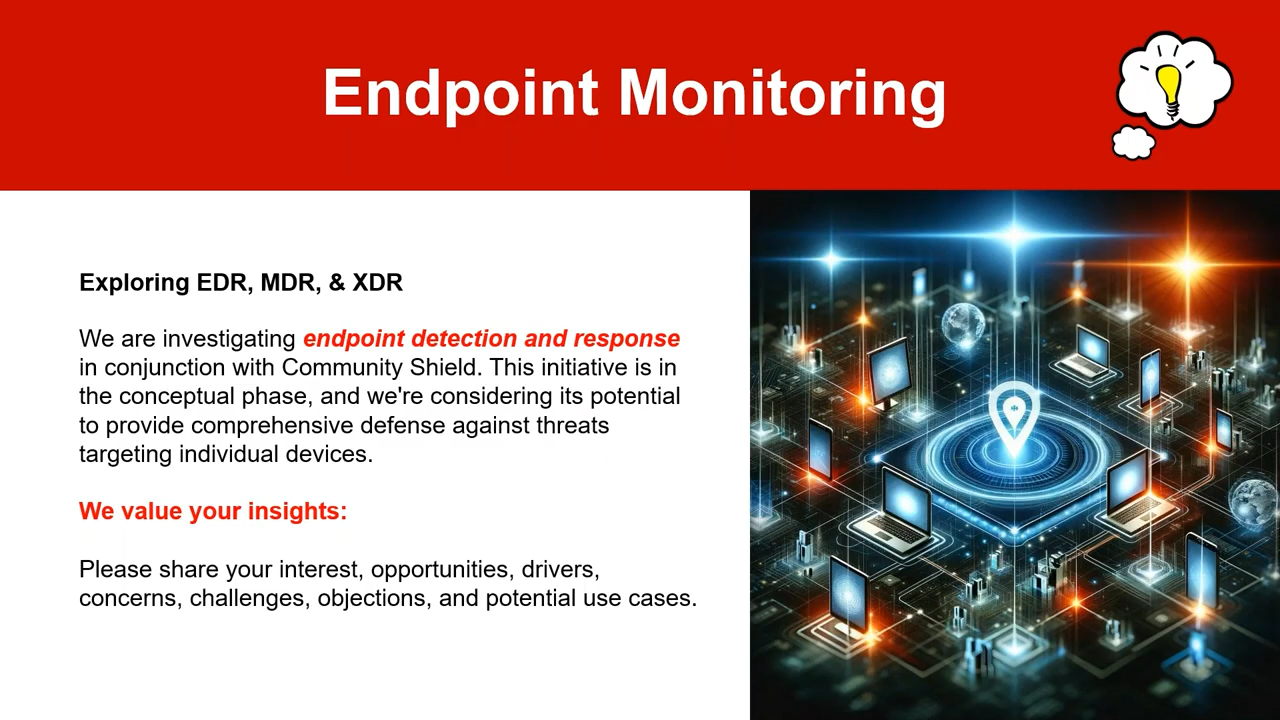 Endpoint Monitoring
Exploring EDR, MDR, & XDR
We are investigating endpoint detection and response
in conjunction with Community Shield. This initiative is in
the conceptual phase, and we're considering its potential
to provide comprehensive defense against threats
targeting individual devices.
We value your insights:
Please share your interest, opportunities, drivers,
concerns, challenges, objections, and potential use cases.